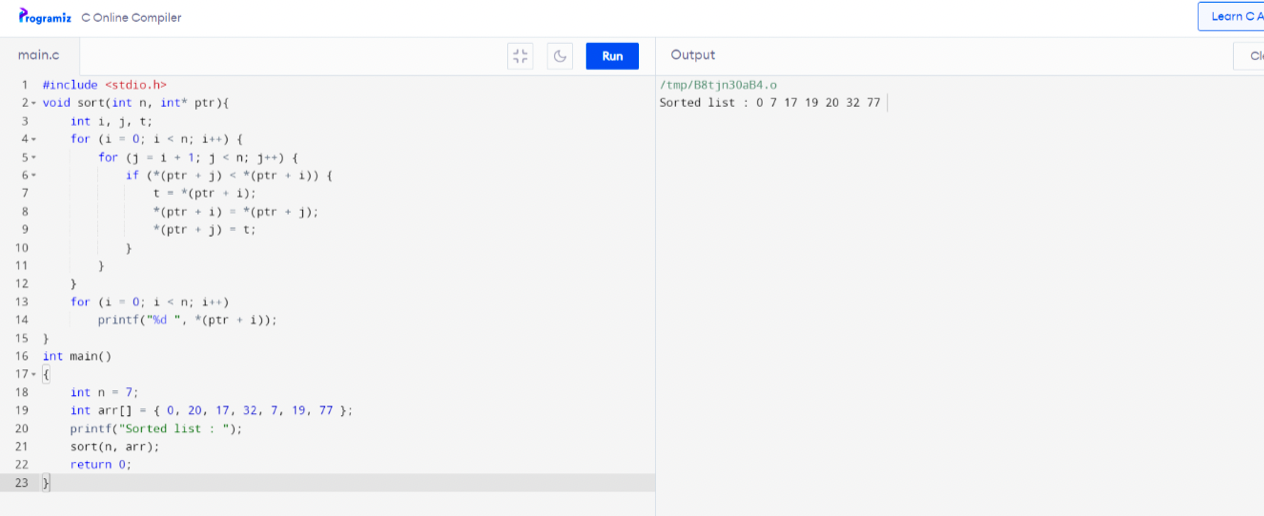 Programiz C Online Compiler
Learn C A
main.c
Run
Output
Cle
1 #include <stdio.h>
2 void sort(int n, int* ptr){
3     int i, j, t;
4     for (i = 0; i < n; i++) {
5         for (j = i + 1; j < n; j++) {
6             if (*(ptr + j) < *(ptr + i)) {
7                 t = *(ptr + i);
8                 *(ptr + i) = *(ptr + j);
9                 *(ptr + j) = t;
10             }
11         }
12     }
13     for (i = 0; i < n; i++)
14         printf("%d ", *(ptr + i));
15 }
16 int main()
17 {
18     int n = 7;
19     int arr[] = { 0, 20, 17, 32, 7, 19, 77 };
20     printf("Sorted list : ");
21     sort(n, arr);
22     return 0;
23 }
/tmp/B8tjn30aB4.o
Sorted list : 0 7 17 19 20 32 77